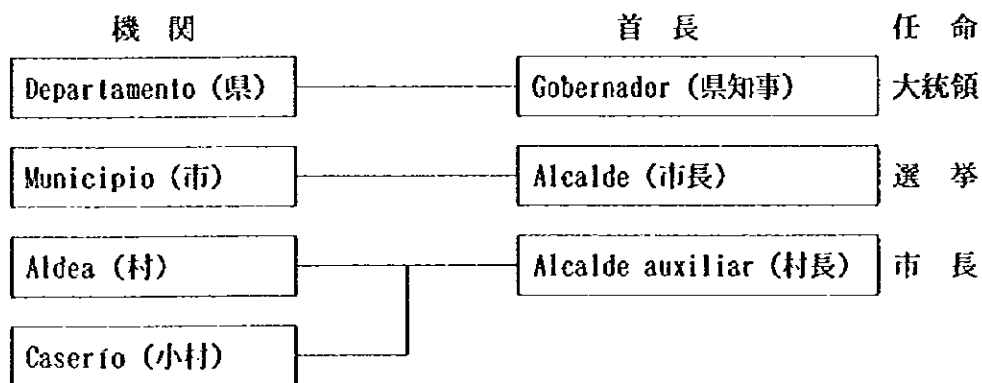 機 関 首 長 任 命
Departamento (県) Gobernador (県知事) 大統領
Municipio (市) Alcalde (市長) 選 挙
Aldea (村) Alcalde auxiliar (村長) 市 長
Caserío (小村)